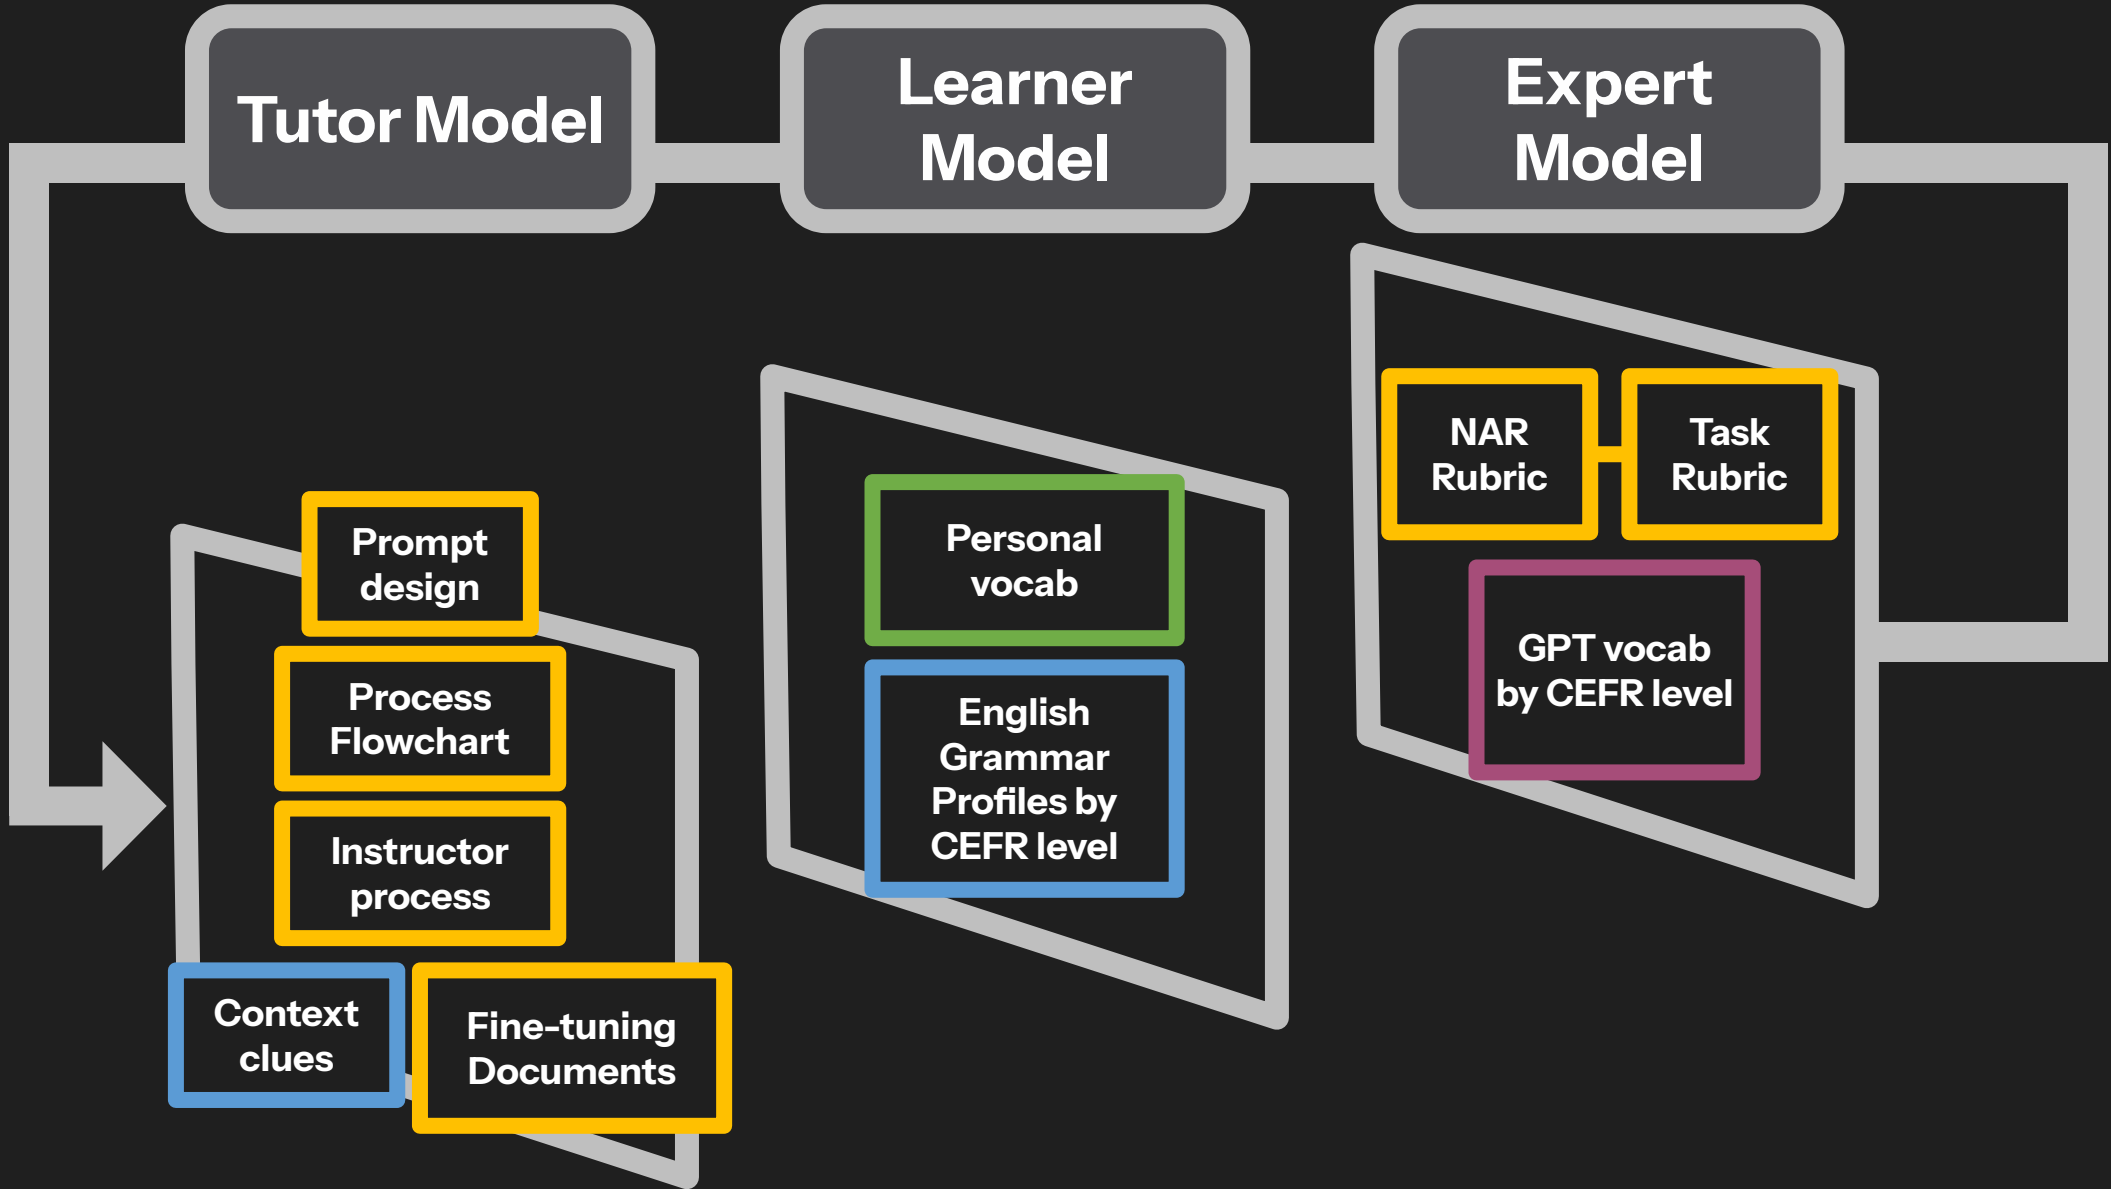 Tutor Model
Learner
Model
Expert
Model
Prompt
design
Process
Flowchart
Instructor
process
Context
clues
Fine-tuning
Documents
Personal
vocab
English
Grammar
Profiles by
CEFR level
NAR
Rubric
Task
Rubric
GPT vocab
by CEFR level